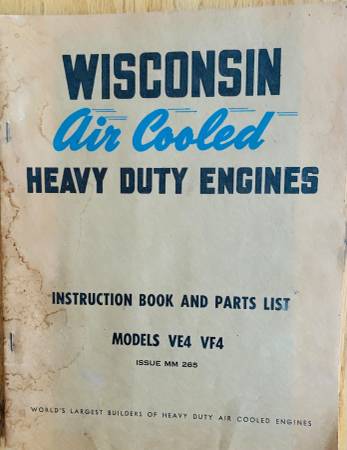 WISCONSIN
Air Cooled
HEAVY DUTY ENGINES
INSTRUCTION BOOK AND PARTS LIST
MODELS VE4 VF4
ISSUE MM 265
WORLD'S LARGEST BUILDERS OF HEAVY DUTY AIR COOLED ENGINES